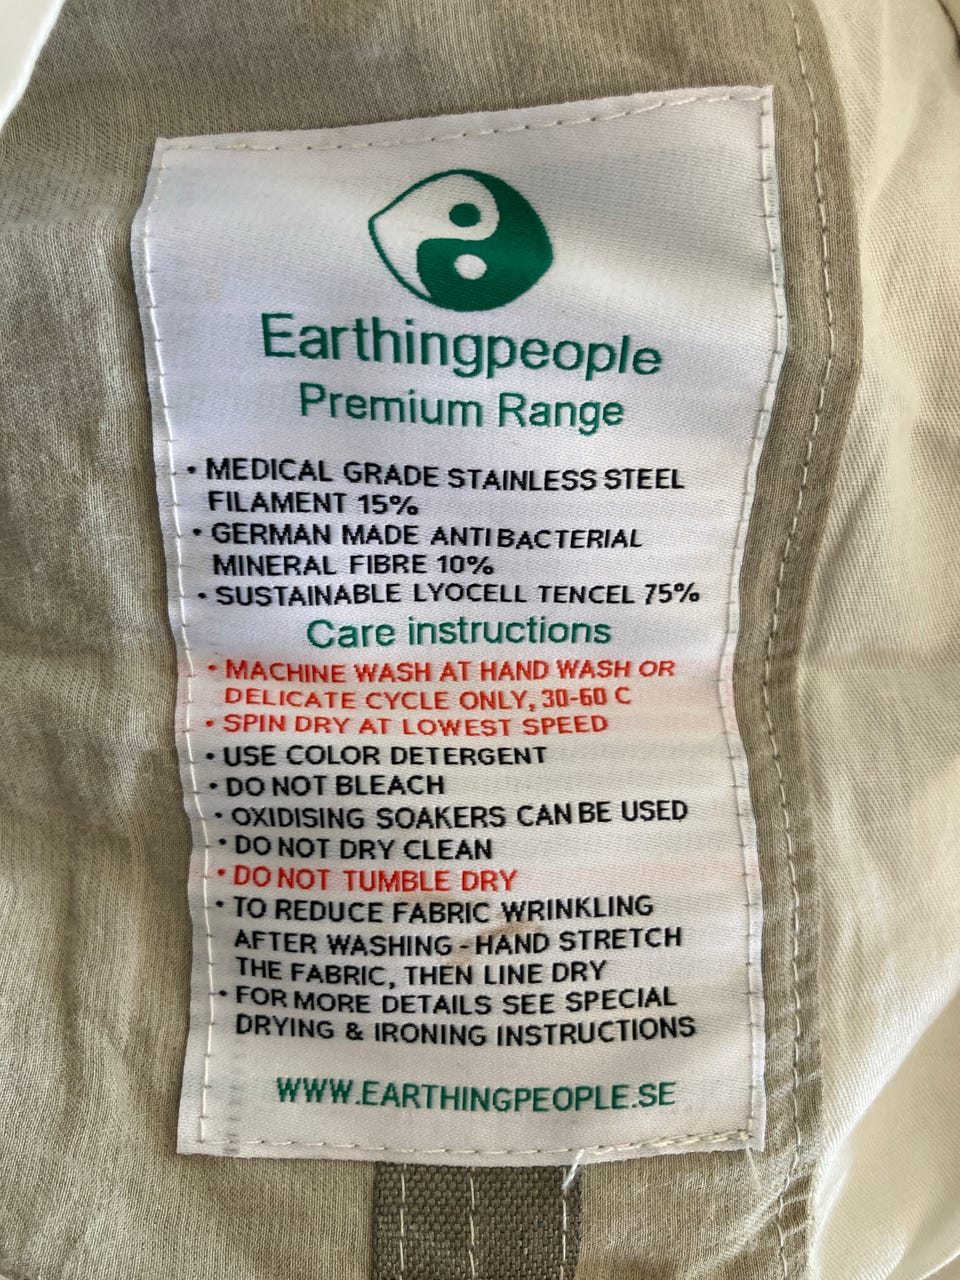 Earthingpeople
Premium Range
• MEDICAL GRADE STAINLESS STEEL
FILAMENT 15%
• GERMAN MADE ANTIBACTERIAL
MINERAL FIBRE 10%
• SUSTAINABLE LYOCELL TENCEL 75%
Care instructions
• MACHINE WASH AT HAND WASH OR
DELICATE CYCLE ONLY, 30-60 C
• SPIN DRY AT LOWEST SPEED
• USE COLOR DETERGENT
• DO NOT BLEACH
• OXIDISING SOAKERS CAN BE USED
• DO NOT DRY CLEAN
• DO NOT TUMBLE DRY
• TO REDUCE FABRIC WRINKLING
AFTER WASHING - HAND STRETCH
THE FABRIC, THEN LINE DRY
• FOR MORE DETAILS SEE SPECIAL
DRYING & IRONING INSTRUCTIONS
WWW.EARTHINGPEOPLE.SE